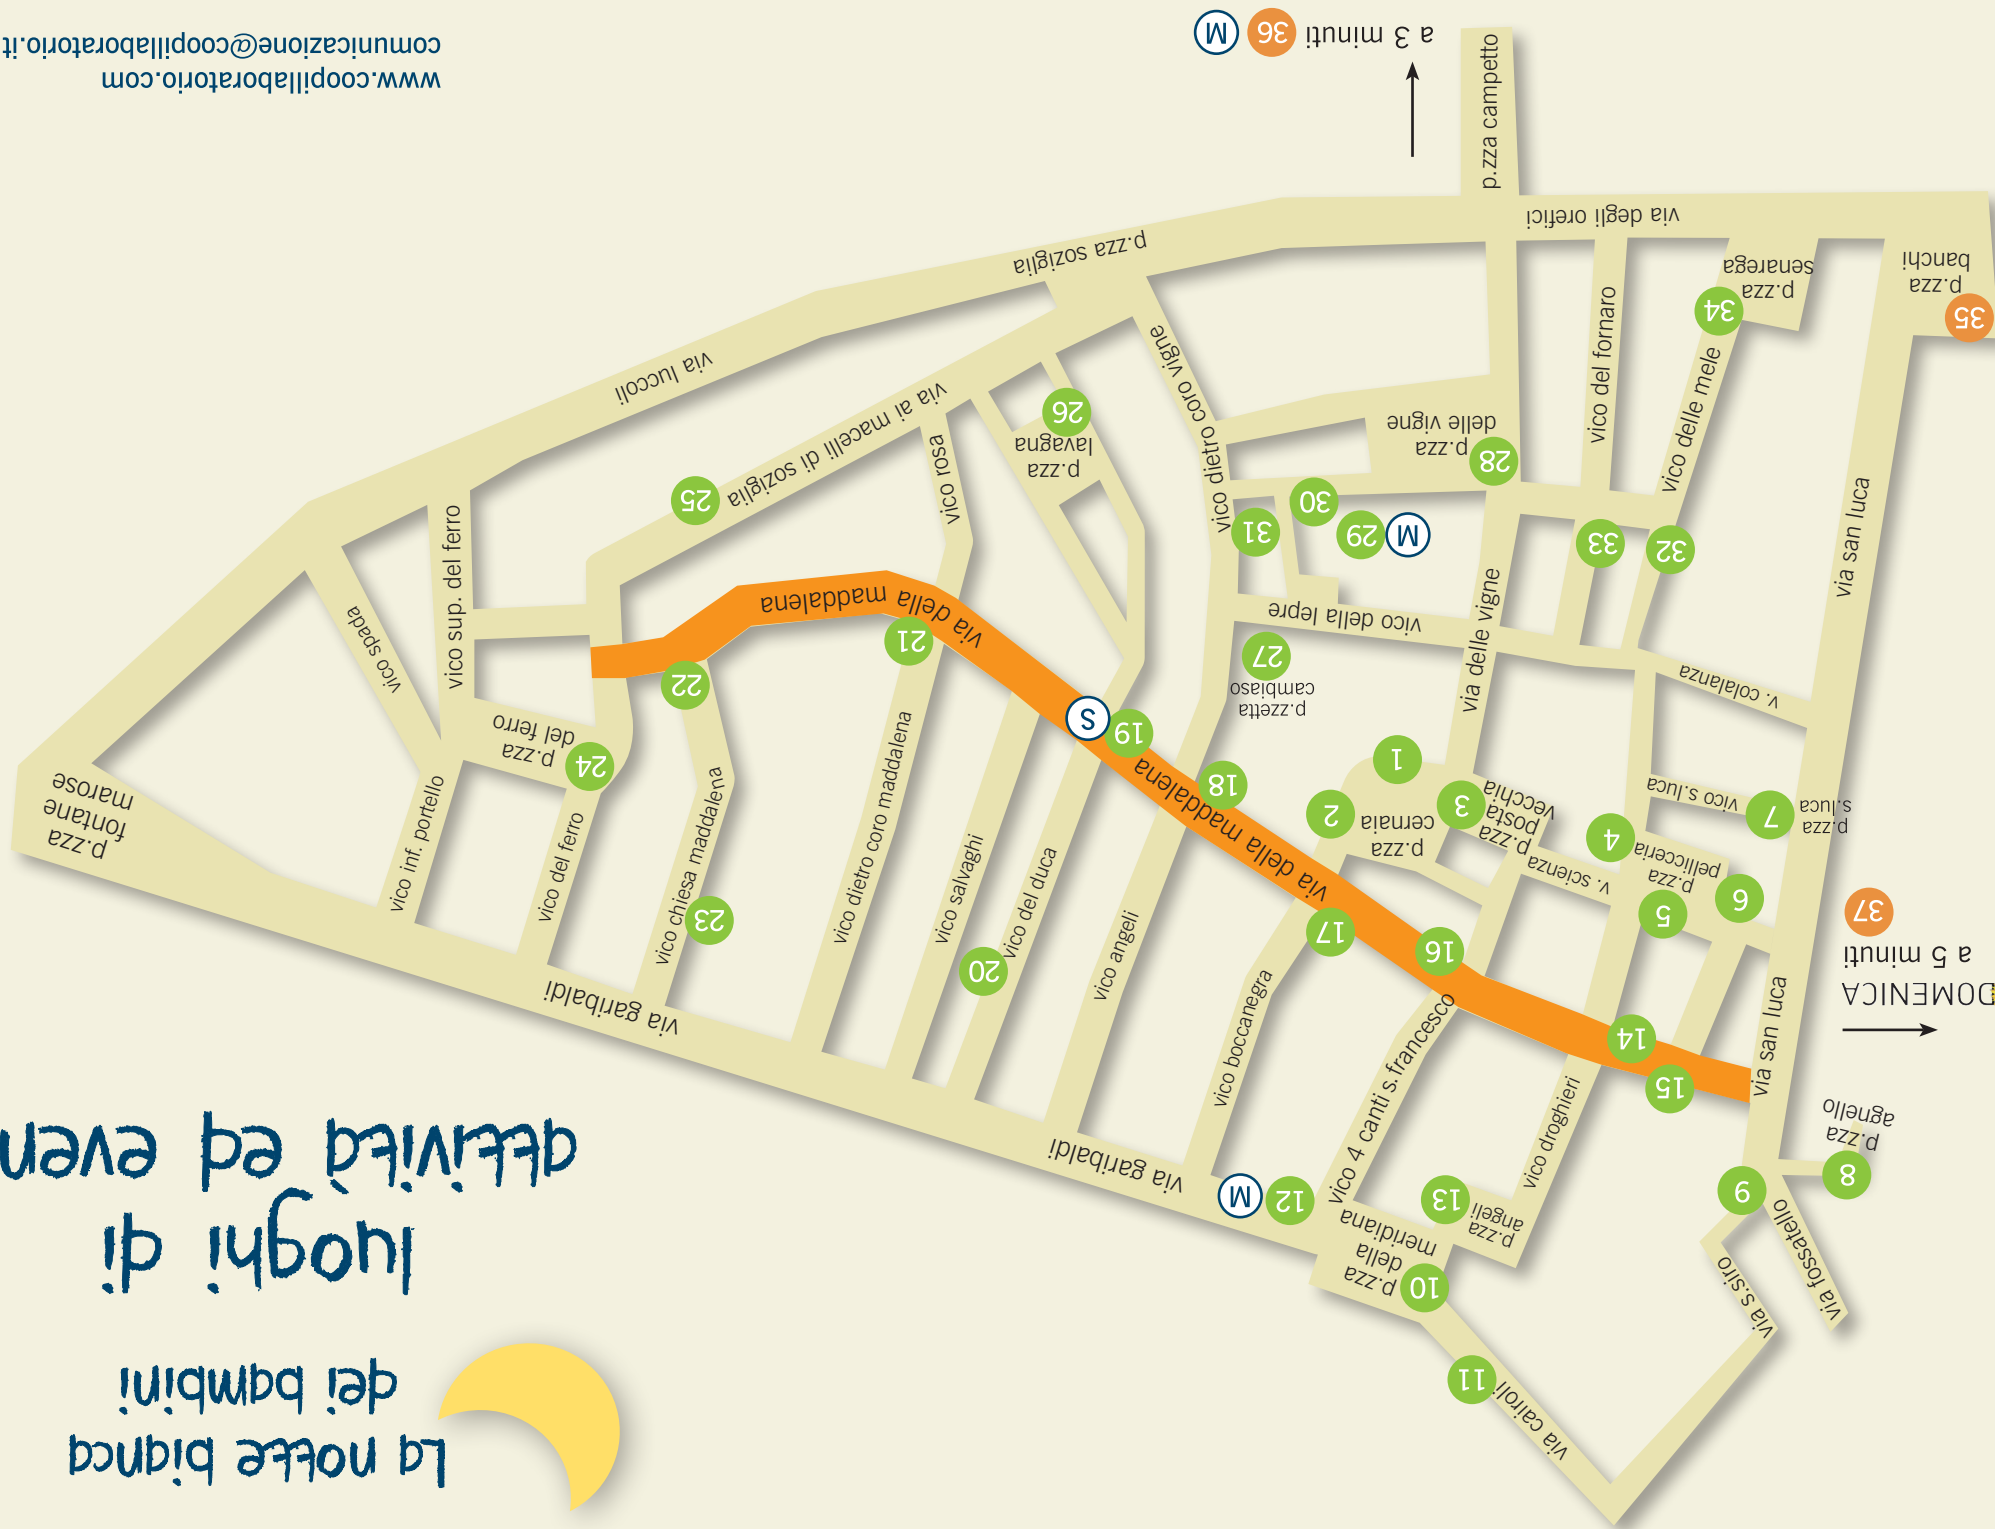 La notte bianca
dei bambini
luoghi di
attività ed even
via cairoli
11
via s.siro
via fossatello
10
p.zza
della
meridiana
p.zza
angeli
13
12
M
9
8
p.zza
agnello
via garibaldi
vico 4 canti s. francesco
vico droghieri
vico boccanegra
15
14
via san luca
DOMENICA
a 5 minuti
37
via garibaldi
vico angeli
20
vico del duca
vico salvaghi
vico dietro coro maddalena
23
vico chiesa maddalena
vico del ferro
vico inf. portello
17
16
5
6
p.zza
pellicceria
4
v. scienza
p.zza
posta
vecchia
3
p.zza
cernaia
2
1
p.zza
s.luca
7
vico s.luca
via della maddalena
18
19
S
p.zza
fontane
marose
24
p.zza
del ferro
22
21
via della maddalena
p.zzetta
cambiaso
27
via delle vigne
v. colalanza
vico della lepre
vico spada
vico sup. del ferro
32
33
M
29
30
31
via san luca
25
via ai macelli di soziglia
vico rosa
p.zza
lavagna
26
vico dietro coro vigne
28
p.zza
delle vigne
vico del fornaro
vico delle mele
34
p.zza
senarega
35
p.zza
banchi
via luccoli
p.zza soziglia
via degli orefici
p.zza campetto
a 3 minuti
36
M
www.coopillaboratorio.com
comunicazione@coopillaboratorio.it